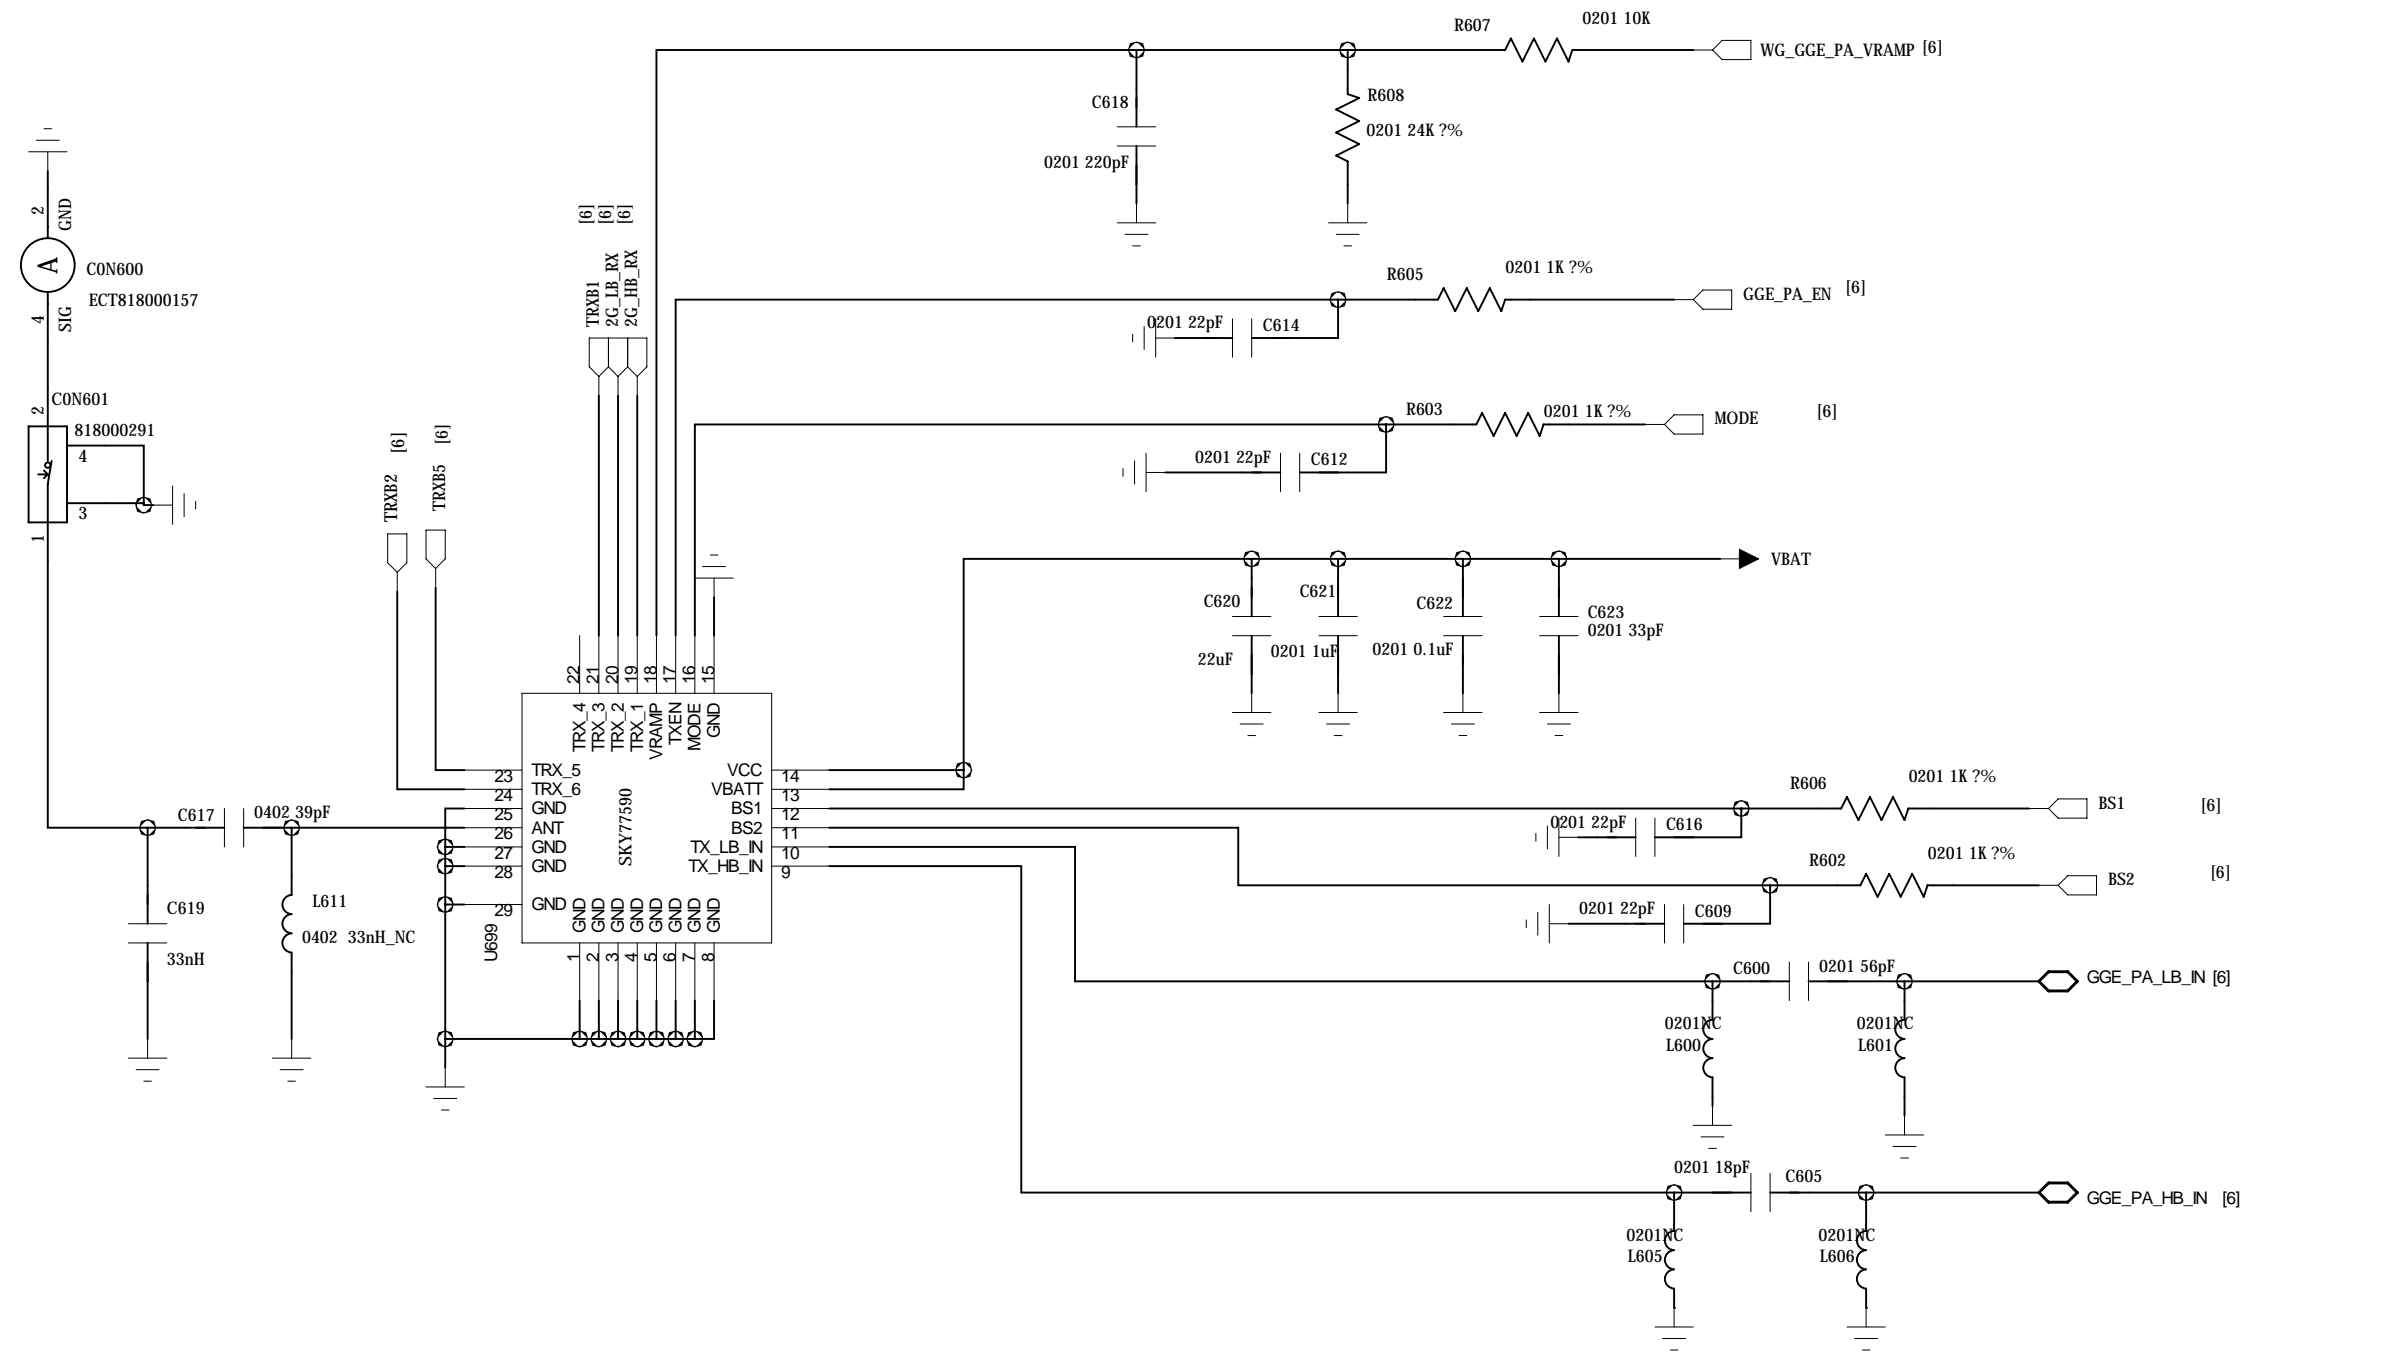 R607 0201 10K
WG_GGE_PA_VRAMP [6]
C618
0201 220pF
R608
0201 24K ?%
2 GND
A
CON600
ECT818000157
4 SIG
TRXB1 [6]
2G_LB_RX [6]
2G_HB_RX [6]
R605 0201 1K ?%
GGE_PA_EN [6]
0201 22pF C614
2 CON601
818000291
4
3
1
R603 0201 1K ?%
MODE [6]
0201 22pF C612
TRXB2 [6]
TRXB5 [6]
VBAT
C620
22uF
C621
0201 1uF
C622
0201 0.1uF
C623
0201 33pF
22 21 20 19 18 17 16 15
TRX_4 TRX_3 TRX_2 TRX_1 VRAMP TXEN MODE GND
23 TRX_5
24 TRX_6
25 GND
26 ANT
27 GND
28 GND
29 GND
VCC 14
VBATT 13
BS1 12
BS2 11
TX_LB_IN 10
TX_HB_IN 9
SKY77590
U699
GND GND GND GND GND GND GND GND
1 2 3 4 5 6 7 8
C617 0402 39pF
C619
33nH
L611
0402 33nH_NC
R606 0201 1K ?%
BS1 [6]
0201 22pF C616
R602 0201 1K ?%
BS2 [6]
0201 22pF C609
C600 0201 56pF
GGE_PA_LB_IN [6]
0201NC
L600
0201NC
L601
0201 18pF C605
GGE_PA_HB_IN [6]
0201NC
L605
0201NC
L606